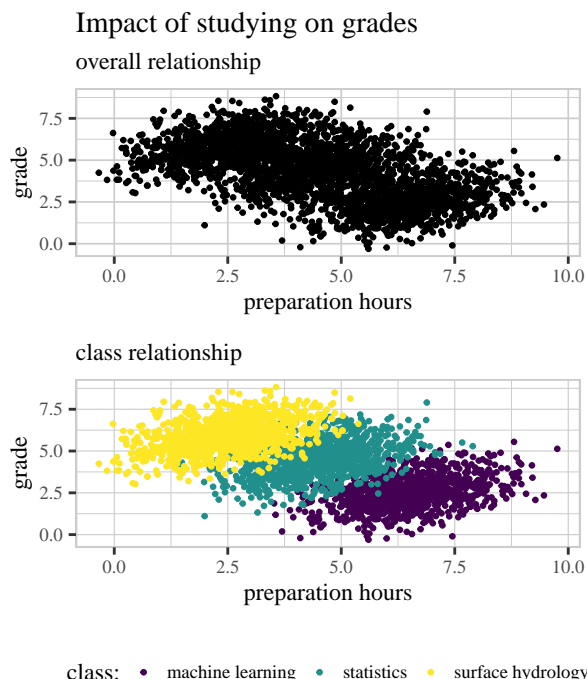 Impact of studying on grades
overall relationship
7.5
5.0
2.5
0.0
grade
0.0 2.5 5.0 7.5 10.0
preparation hours
class relationship
7.5
5.0
2.5
0.0
grade
0.0 2.5 5.0 7.5 10.0
preparation hours
class: machine learning statistics surface hydrology